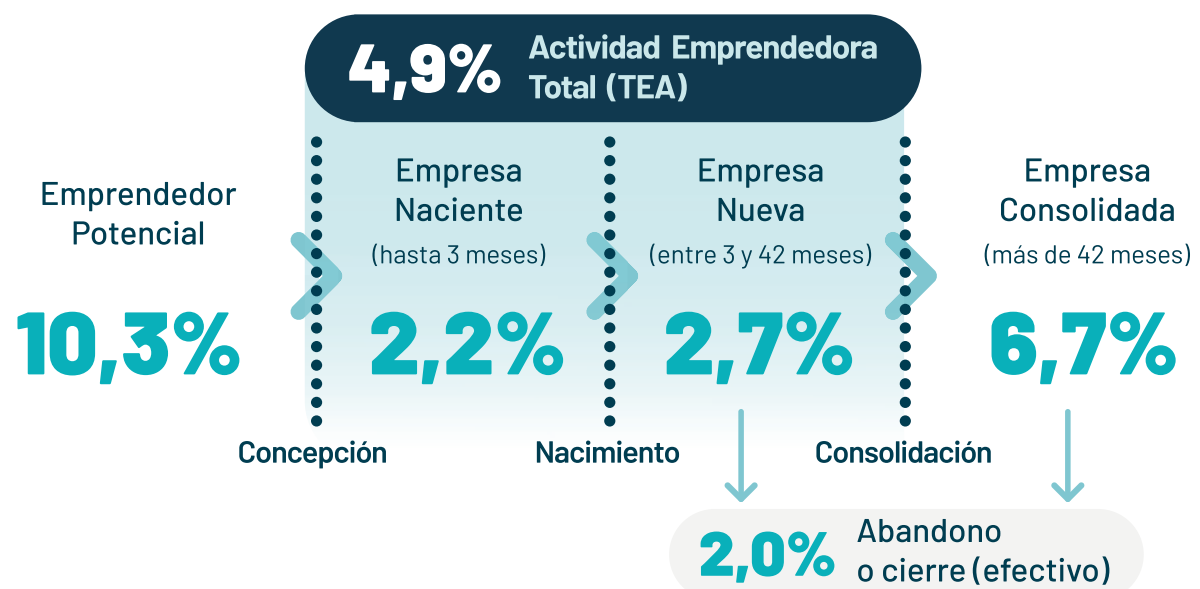 4,9%
Actividad Emprendedora
Total (TEA)
Emprendedor
Potencial
10,3%
Empresa
Naciente
(hasta 3 meses)
2,2%
Empresa
Nueva
(entre 3 y 42 meses)
2,7%
Empresa
Consolidada
(más de 42 meses)
6,7%
Concepción
Nacimiento
Consolidación
2,0%
Abandono
o cierre (efectivo)